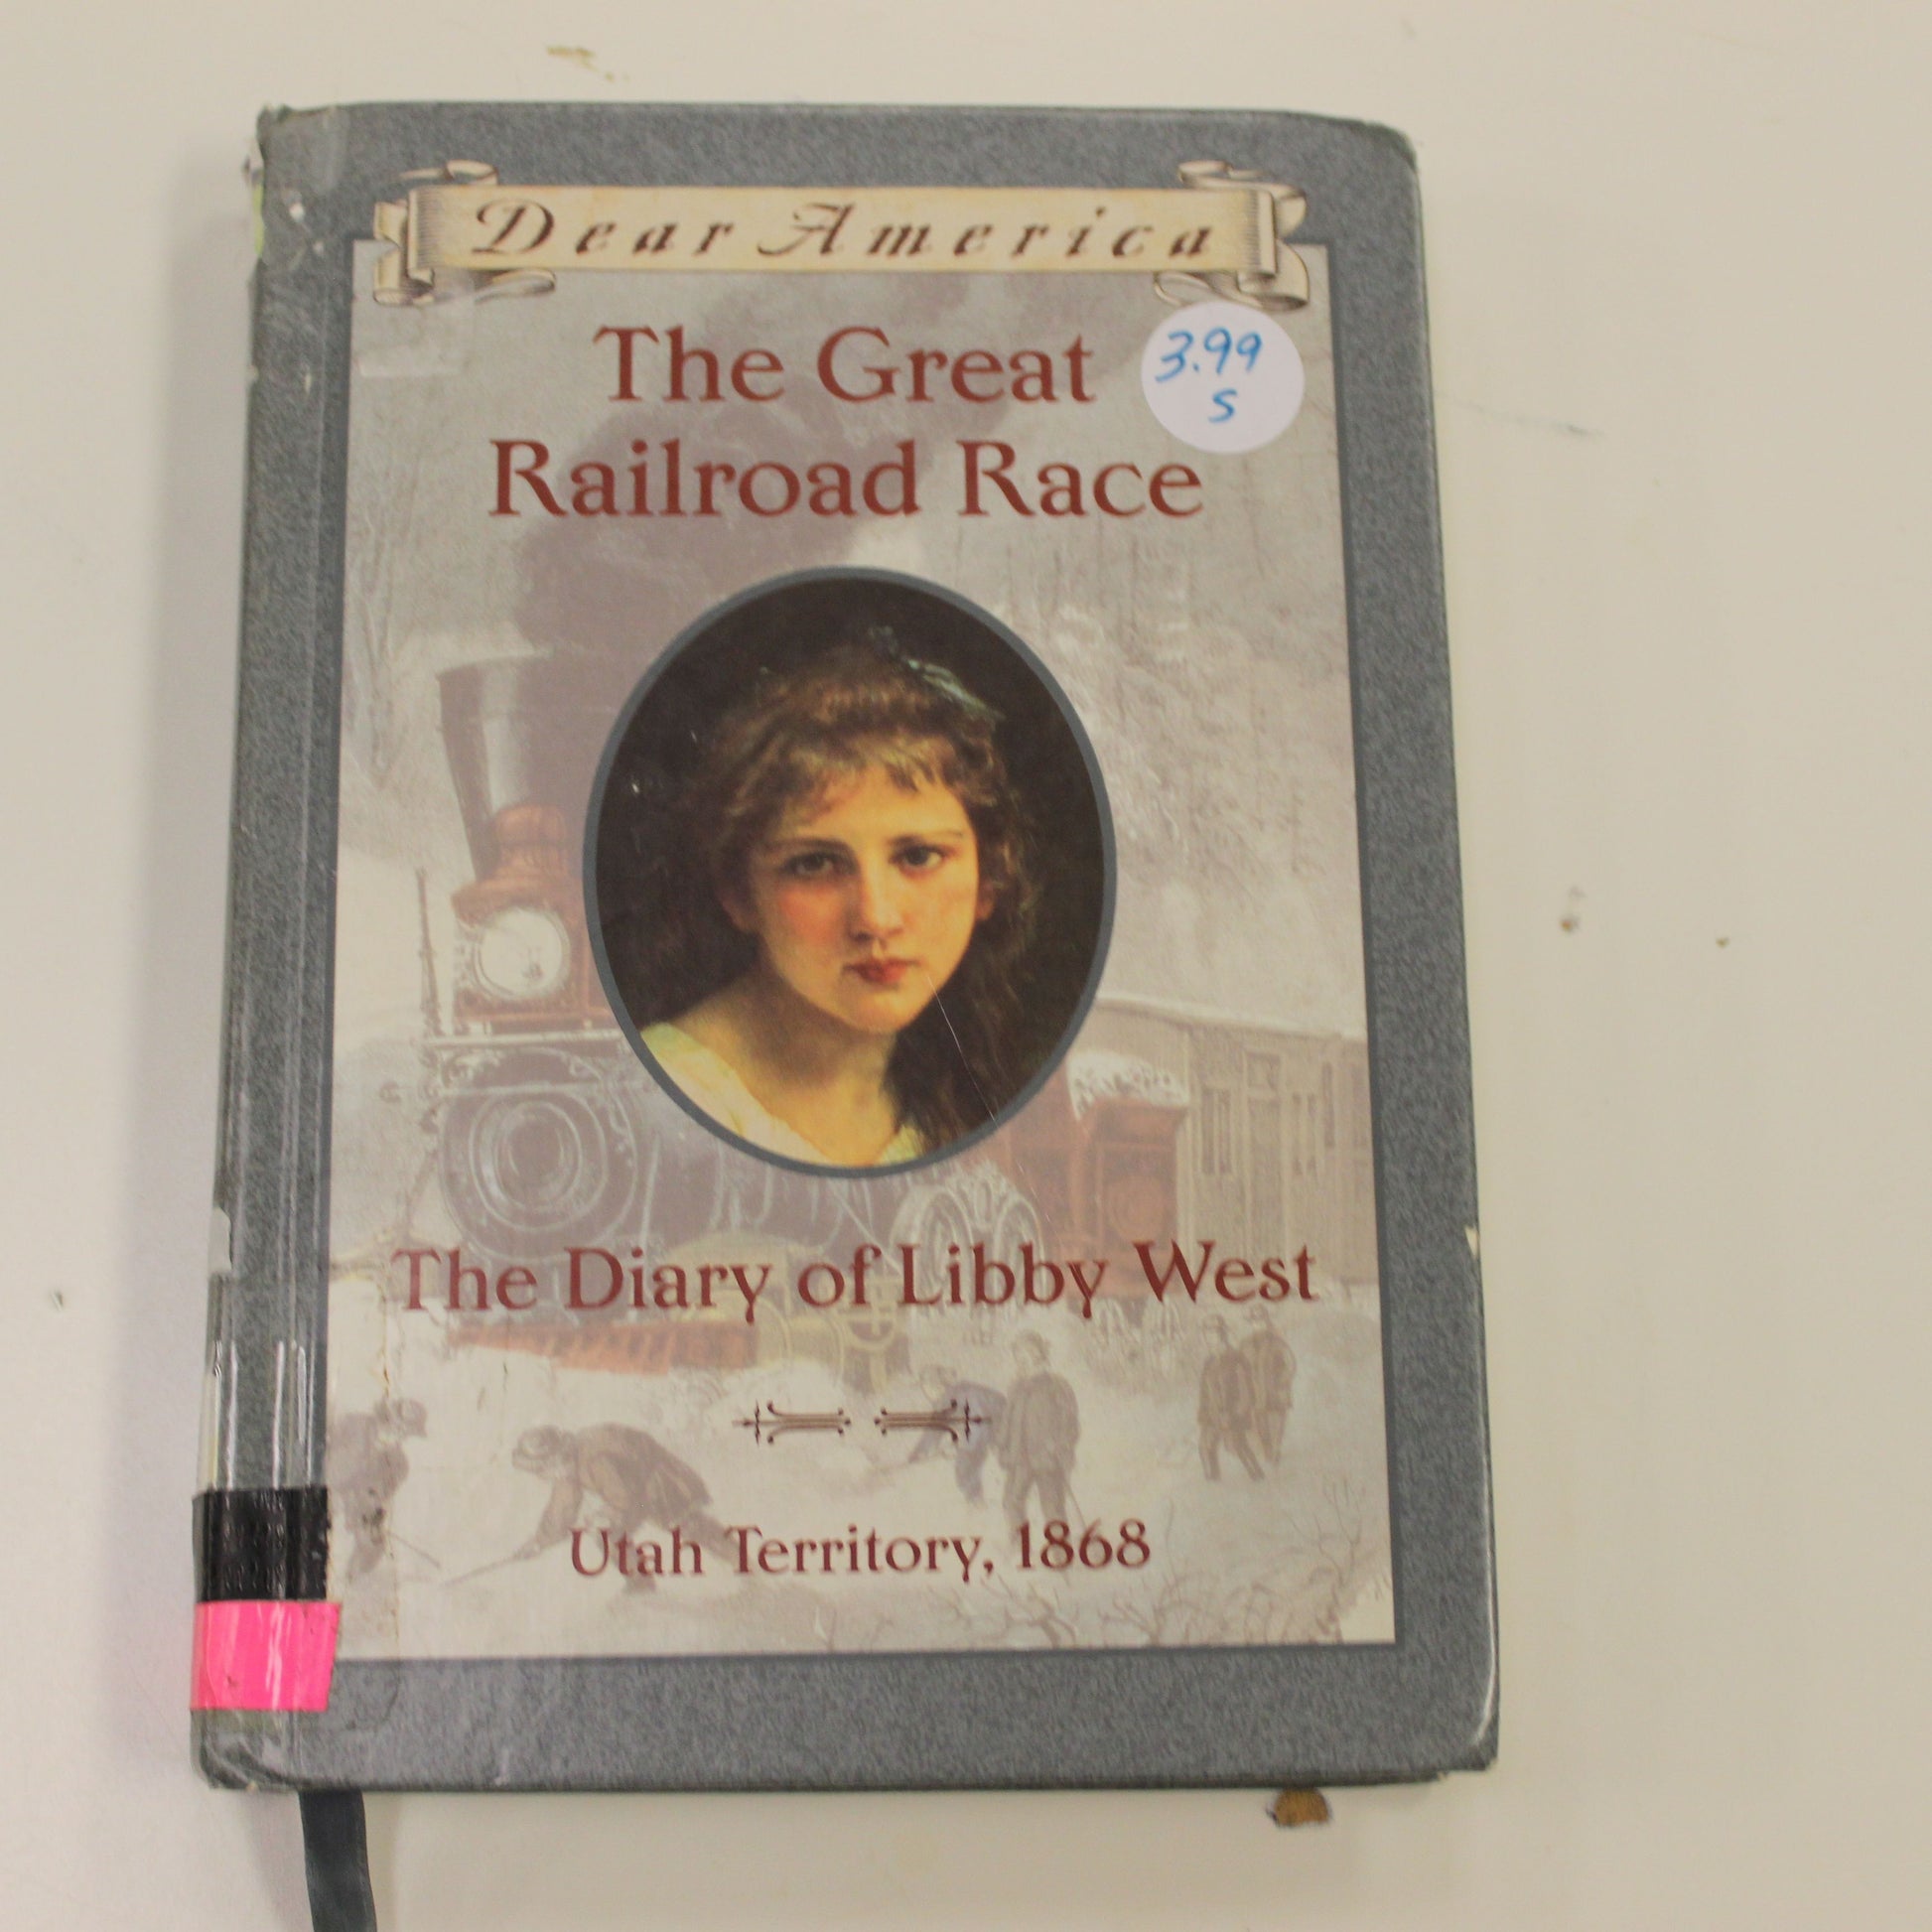 Dear America
The Great
3.99
S
Railroad Race
The Diary of Libby West
Utah Territory, 1868